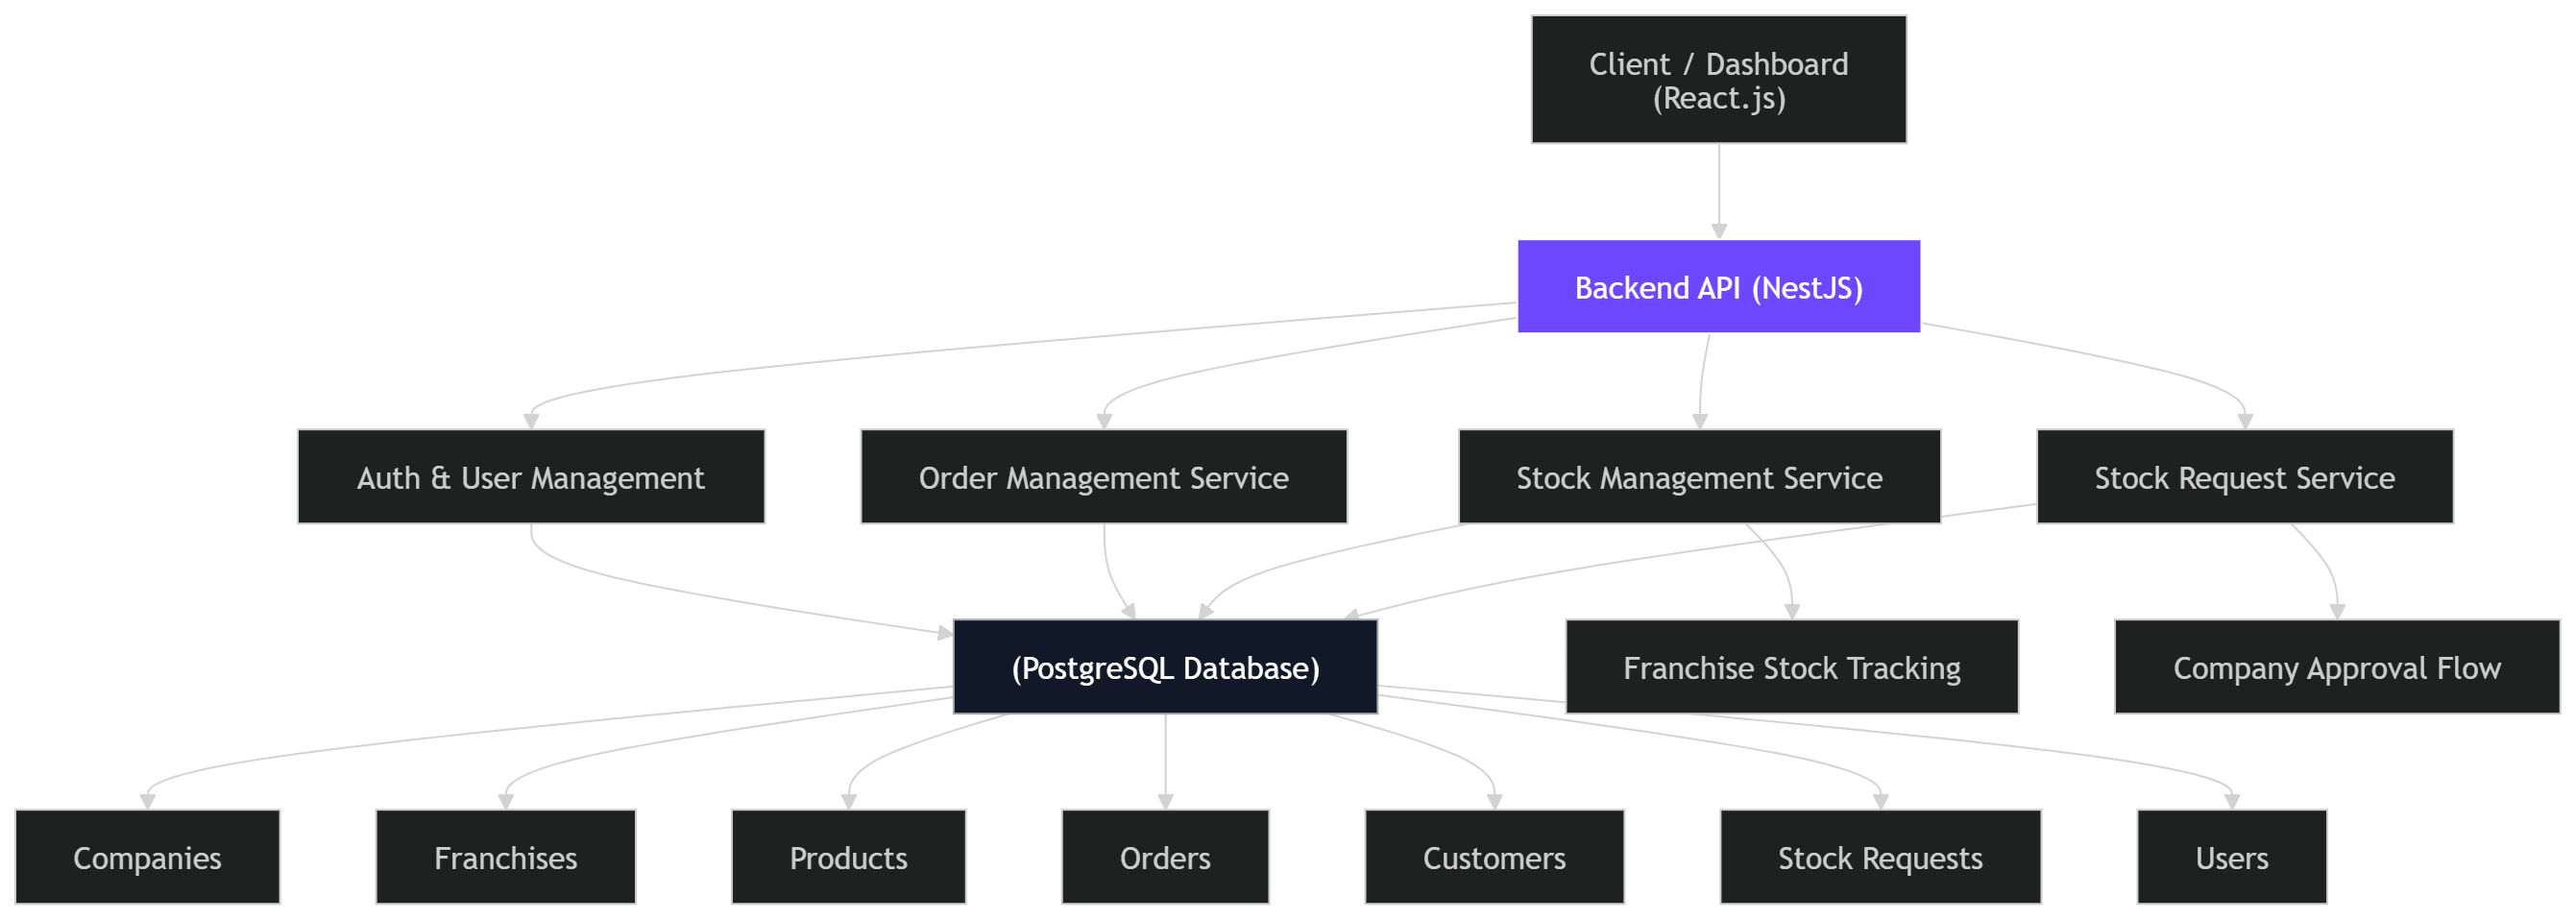 Client / Dashboard
(React.js)
Backend API (NestJS)
Auth & User Management
Order Management Service
Stock Management Service
Stock Request Service
(PostgreSQL Database)
Franchise Stock Tracking
Company Approval Flow
Companies
Franchises
Products
Orders
Customers
Stock Requests
Users